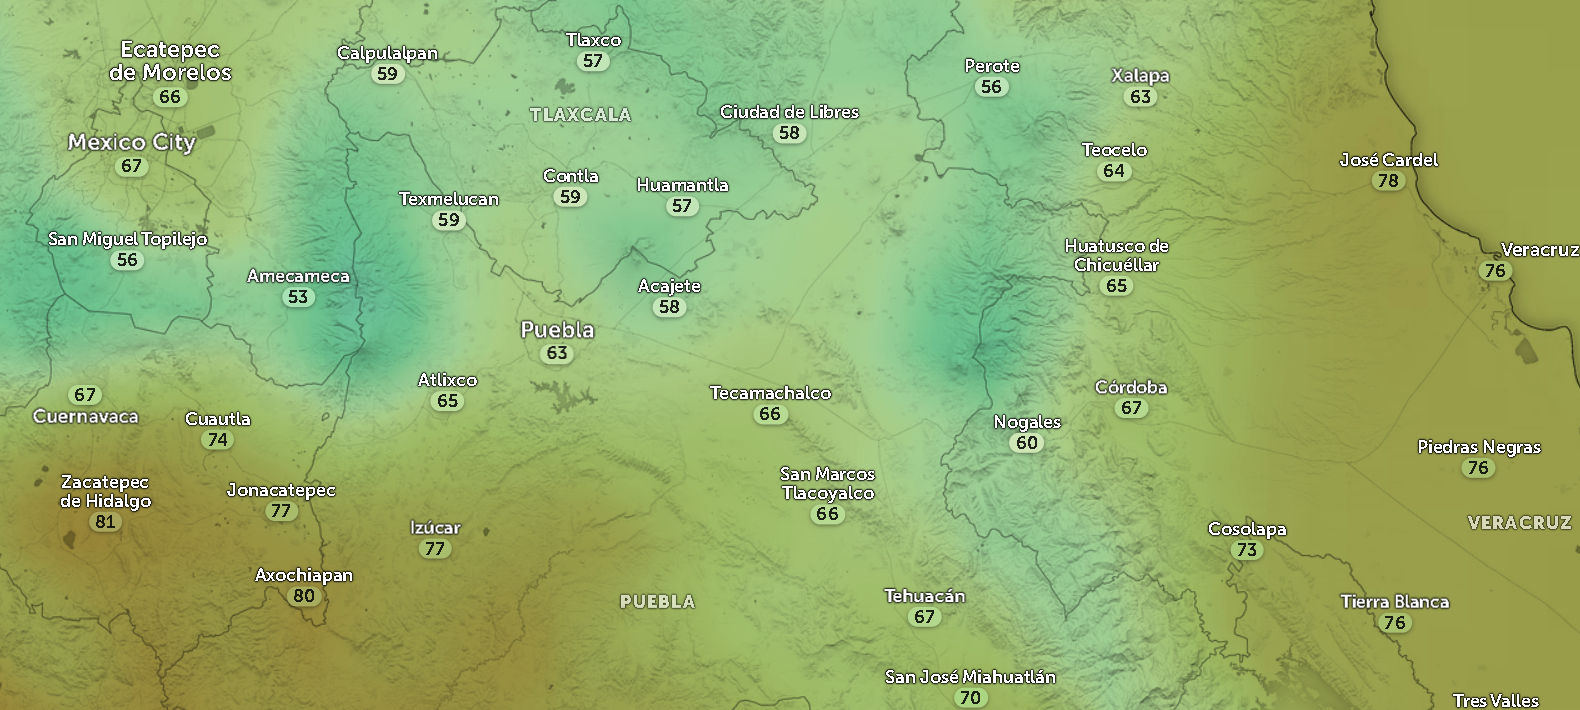 Ecatepec
de Morelos
66
Calpulalpan
59
Tlaxco
57
Perote
56
Xalapa
63
TLAXCALA
Ciudad de Libres
58
Mexico City
67
Teocelo
64
José Cardel
78
Contla
59
Huamantla
57
Texmelucan
59
San Miguel Topilejo
56
Huatusco de
Chicuéllar
65
Veracruz
76
Amecameca
53
Acajete
58
Puebla
63
Atlixco
65
67
Cuernavaca
Tecamachalco
66
Córdoba
67
Cuautla
74
Nogales
60
Piedras Negras
76
Zacatepec
de Hidalgo
81
Jonacatepec
77
San Marcos
Tlacoyalco
66
Izúcar
77
Cosolapa
73
VERACRUZ
Axochiapan
80
PUEBLA
Tehuacán
67
Tierra Blanca
76
San José Miahuatlán
70
Tres Valles